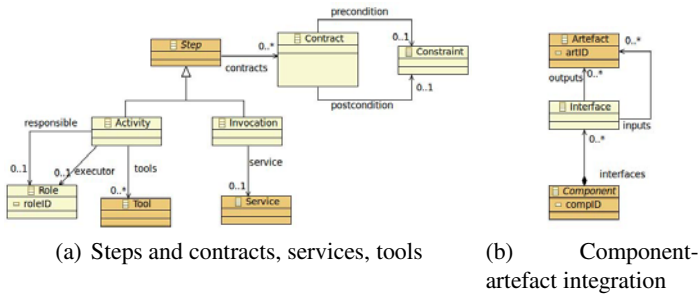 precondition
Step
0..*
Contract
0..1
Constraint
contracts
postcondition
0..1
responsible
Activity
Invocation
0..1
0..1
executor
tools
service
0..*
0..1
Role
roleID
Tool
Service
(a) Steps and contracts, services, tools
Artefact
artID
outputs
0..*
0..*
Interface
inputs
0..*
interfaces
Component
compID
(b) Component-
artefact integration